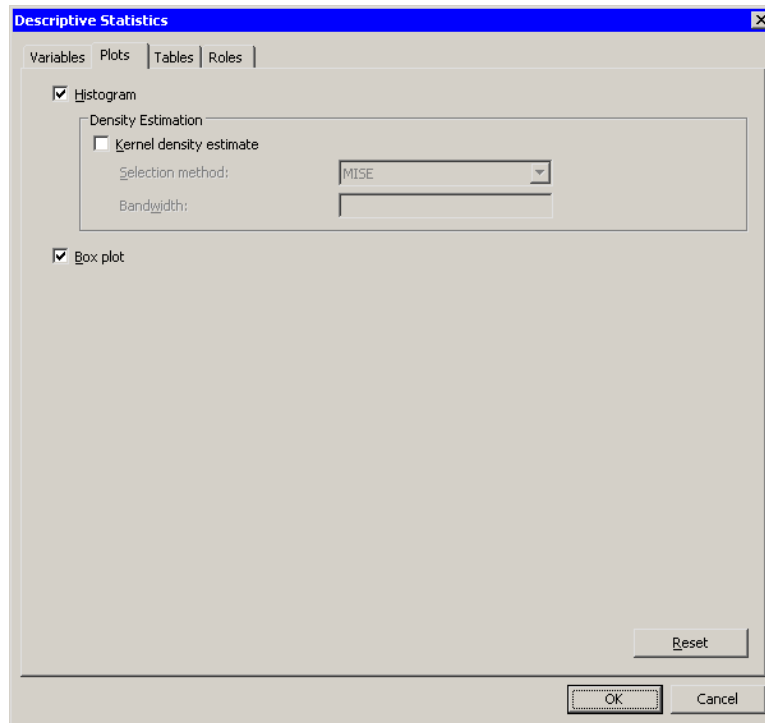 Descriptive Statistics
Variables Plots Tables Roles
Histogram
Density Estimation
Kernel density estimate
Selection method: MISE
Bandwidth:
Box plot
Reset
OK Cancel